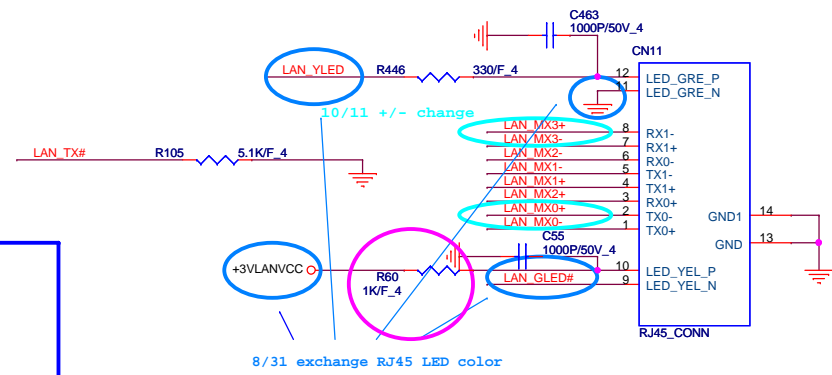 C463
1000P/50V_4
CN11
LAN_YLED
R446
330/F_4
12
LED_GRE_P
11
LED_GRE_N
10/11 +/- change
LAN_MX3+
8
RX1-
LAN_MX3-
7
RX1+
LAN_MX2-
6
RX0-
LAN_MX1-
5
TX1-
LAN_MX1+
4
TX1+
LAN_MX2+
3
RX0+
LAN_MX0+
2
TX0-
LAN_MX0-
1
TX0+
LAN_TX#
R105
5.1K/F_4
GND1
14
GND
13
C55
1000P/50V_4
+3VLANVCC
R60
1K/F_4
10
LED_YEL_P
LAN_GLED#
9
LED_YEL_N
RJ45_CONN
8/31 exchange RJ45 LED color